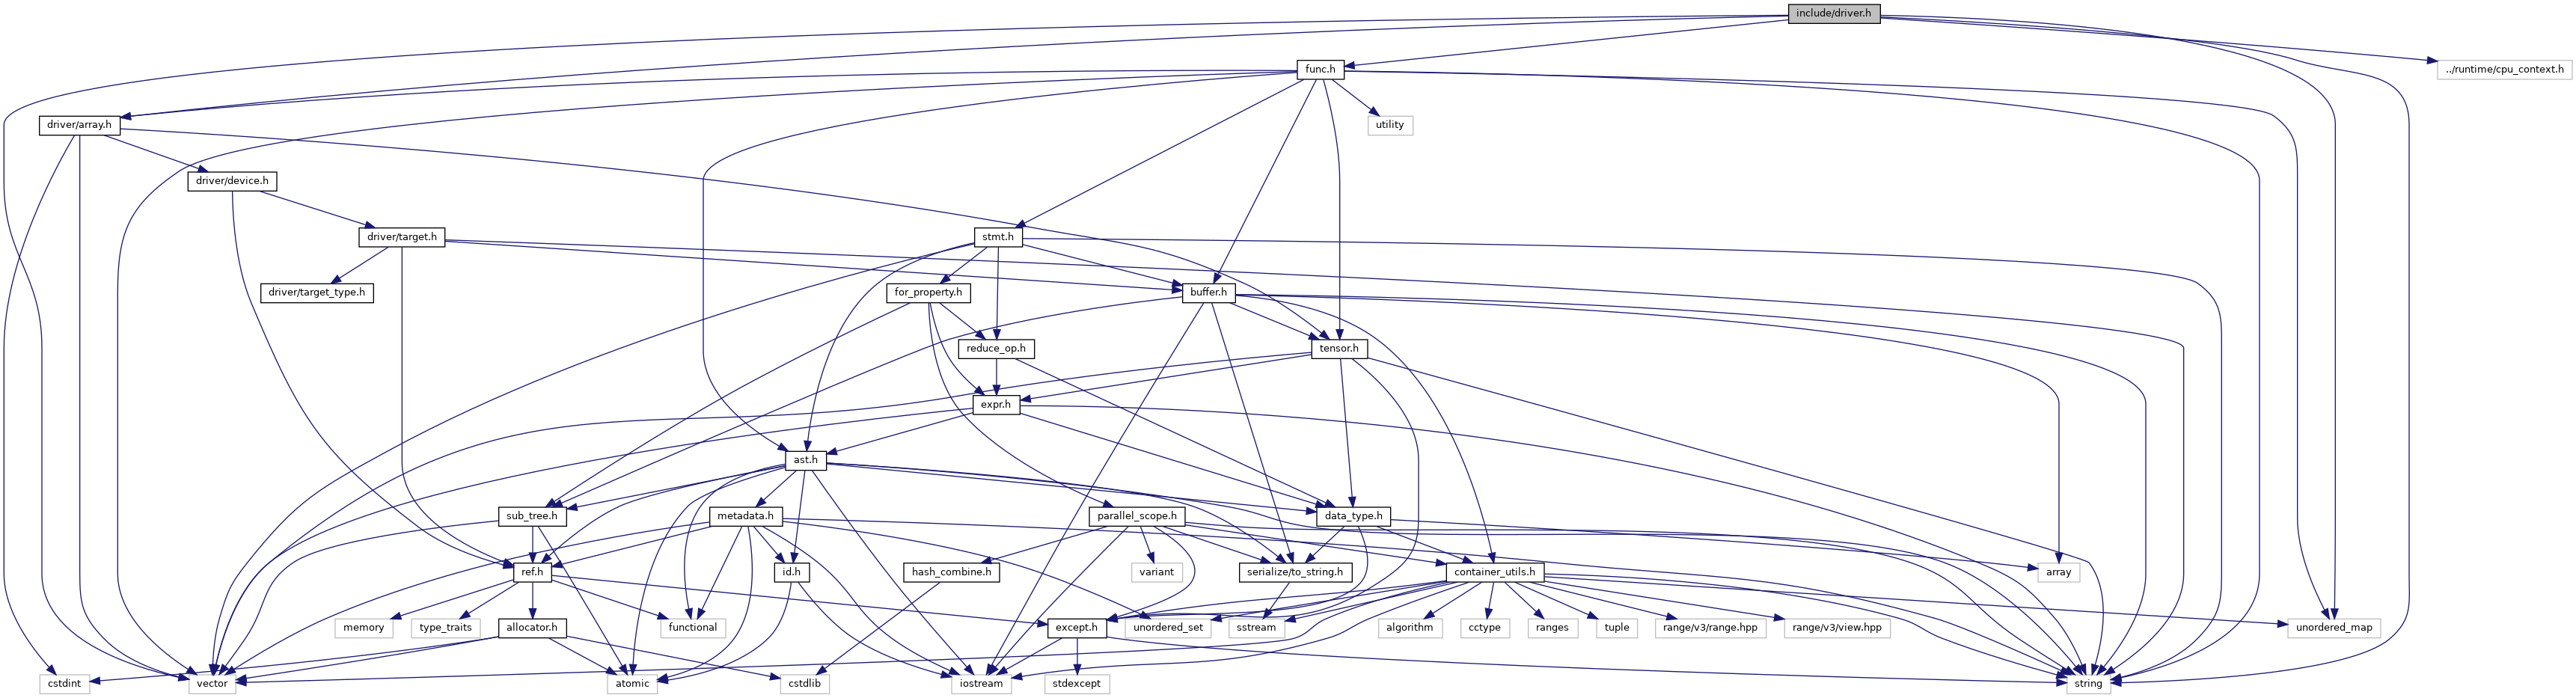 include/driver.h
func.h
../runtime/cpu_context.h
driver/array.h
utility
driver/device.h
driver/target.h
stmt.h
driver/target_type.h
for_property.h
buffer.h
reduce_op.h
tensor.h
expr.h
ast.h
sub_tree.h
metadata.h
parallel_scope.h
data_type.h
ref.h
id.h
hash_combine.h
variant
serialize/to_string.h
container_utils.h
array
memory
type_traits
allocator.h
functional
except.h
unordered_set
sstream
algorithm
cctype
ranges
tuple
range/v3/range.hpp
range/v3/view.hpp
unordered_map
cstdint
vector
atomic
cstdlib
iostream
stdexcept
string